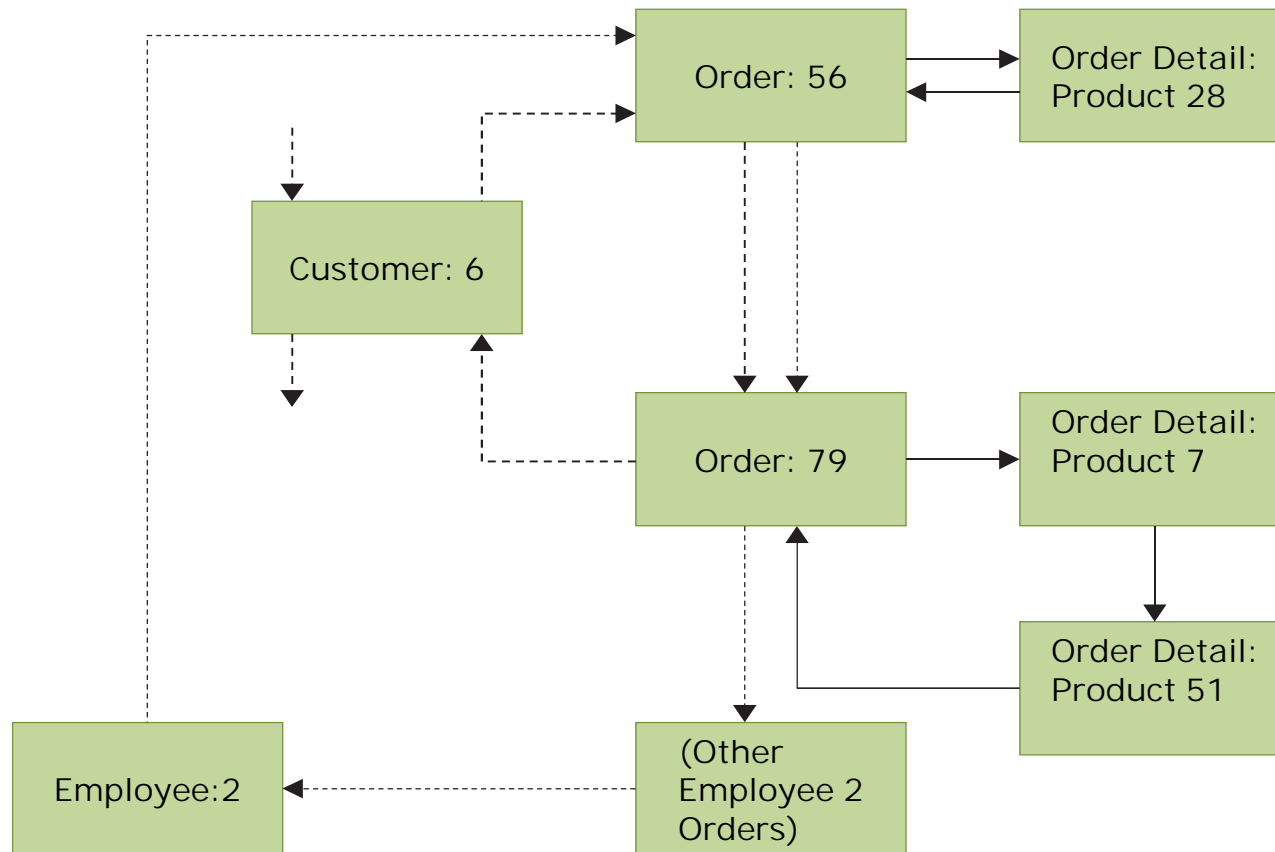 Order: 56
Order Detail:
Product 28
Customer: 6
Order: 79
Order Detail:
Product 7
Order Detail:
Product 51
Employee:2
(Other
Employee 2
Orders)